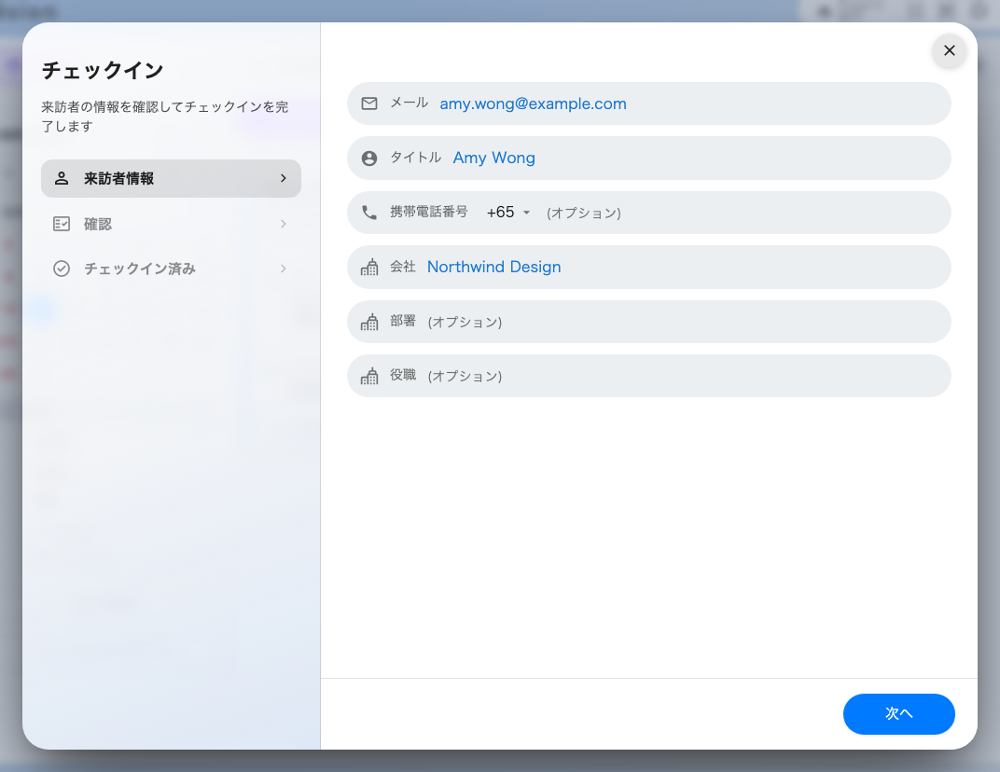 チェックイン
来訪者の情報を確認してチェックインを完
了します
来訪者情報
確認
チェックイン済み
メール amy.wong@example.com
タイトル Amy Wong
携帯電話番号 +65 (オプション)
会社 Northwind Design
部署 (オプション)
役職 (オプション)
次へ